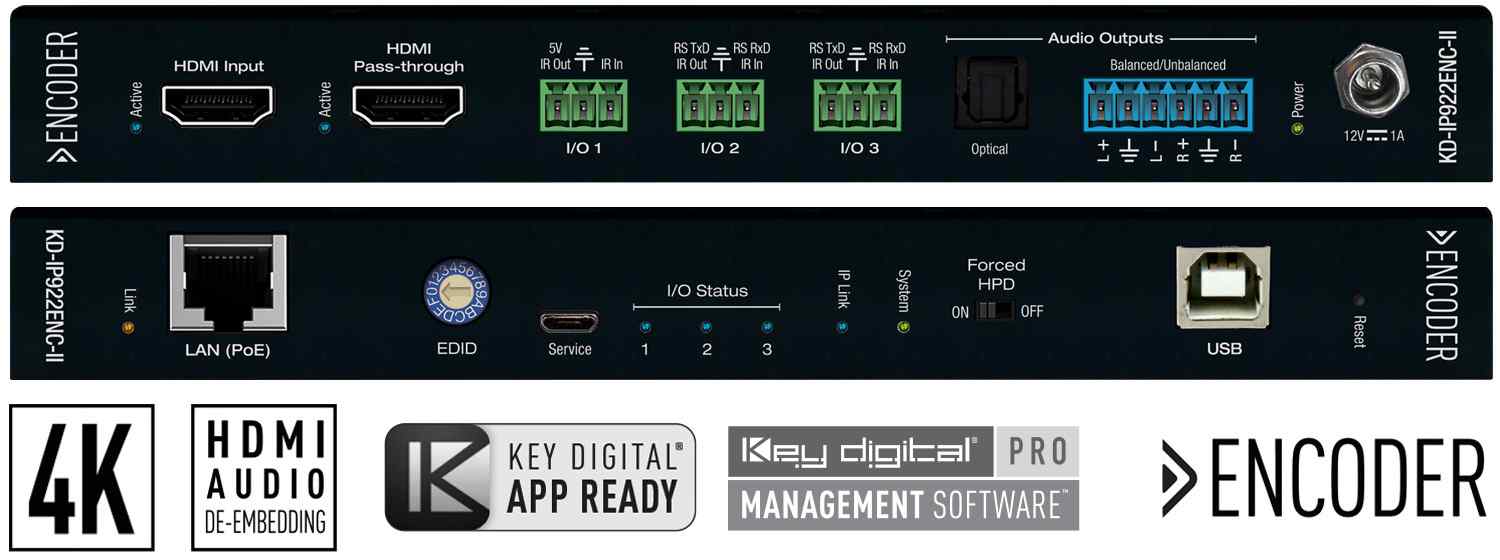 ENCODER
Active
HDMI Input
Active
HDMI
Pass-through
5V
IR Out IR In
I/O 1
RS TxD RS RxD
IR Out IR In
I/O 2
RS TxD RS RxD
IR Out IR In
I/O 3
Audio Outputs
Optical
Balanced/Unbalanced
L+ L- R+ R-
Power
12V 1A
KD-IP922ENC-II
KD-IP922ENC-II
Link
LAN (PoE)
0123456789ABCDEF
EDID
Service
I/O Status
1 2 3
IP Link
System
Forced
HPD
ON OFF
USB
Reset
ENCODER
4K
HDMI
AUDIO
DE-EMBEDDING
KEY DIGITAL®
APP READY
Key digital® PRO
MANAGEMENT SOFTWARE™
ENCODER